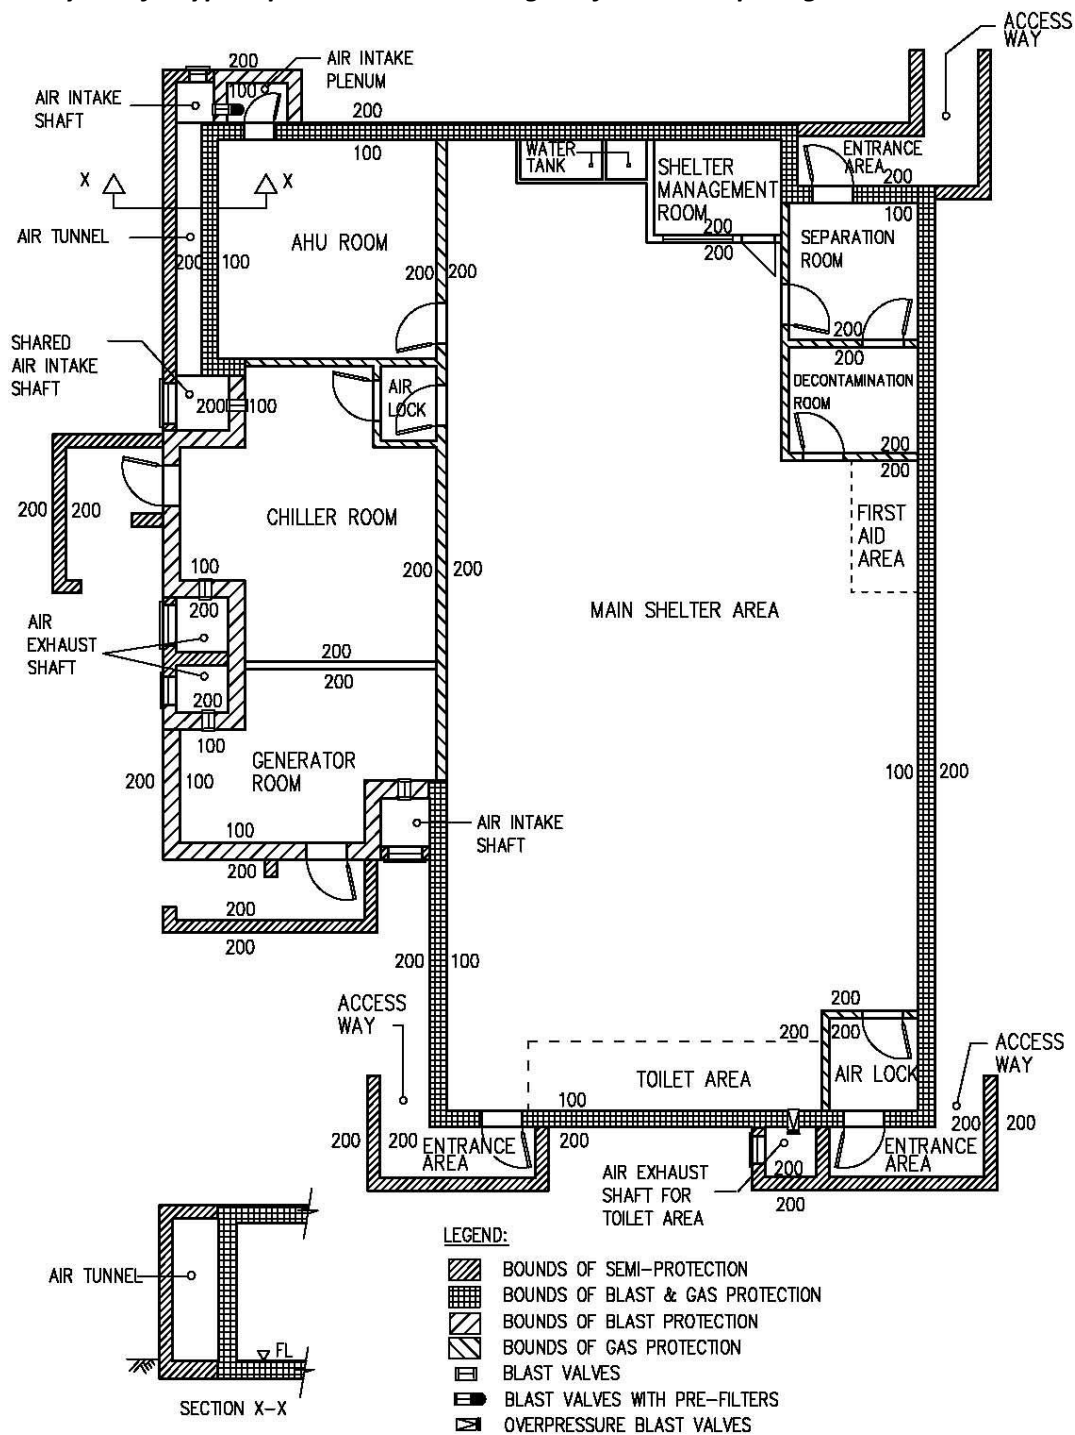 ACCESS
WAY
200
AIR INTAKE
PLENUM
AIR INTAKE
SHAFT
100
200
100
WATER
TANK
SHELTER
MANAGEMENT
ROOM
ENTRANCE
AREA
200
100
X
X
AIR TUNNEL
AHU ROOM
200
200
SEPARATION
ROOM
200
100
200
200
SHARED
AIR INTAKE
SHAFT
200
200
AIR
LOCK
DECONTAMINATION
ROOM
200
100
200
200
200
200
CHILLER ROOM
FIRST
AID
AREA
100
200
200
200
AIR
EXHAUST
SHAFT
MAIN SHELTER AREA
200
200
200
100
GENERATOR
ROOM
200
100
100
200
100
200
AIR INTAKE
SHAFT
200
200
200
100
ACCESS
WAY
200
200
200
ACCESS
WAY
TOILET AREA
AIR LOCK
100
200
200
ENTRANCE
AREA
200
200
200
ENTRANCE
AREA
200
AIR EXHAUST
SHAFT FOR
TOILET AREA
200
AIR TUNNEL
FL
SECTION X-X
LEGEND:
BOUNDS OF SEMI-PROTECTION
BOUNDS OF BLAST & GAS PROTECTION
BOUNDS OF BLAST PROTECTION
BOUNDS OF GAS PROTECTION
BLAST VALVES
BLAST VALVES WITH PRE-FILTERS
OVERPRESSURE BLAST VALVES